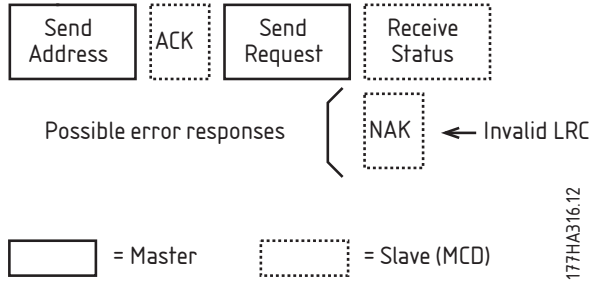 Send Address
ACK
Send Request
Receive Status
Possible error responses
NAK
Invalid LRC
= Master
= Slave (MCD)
177HA316.12